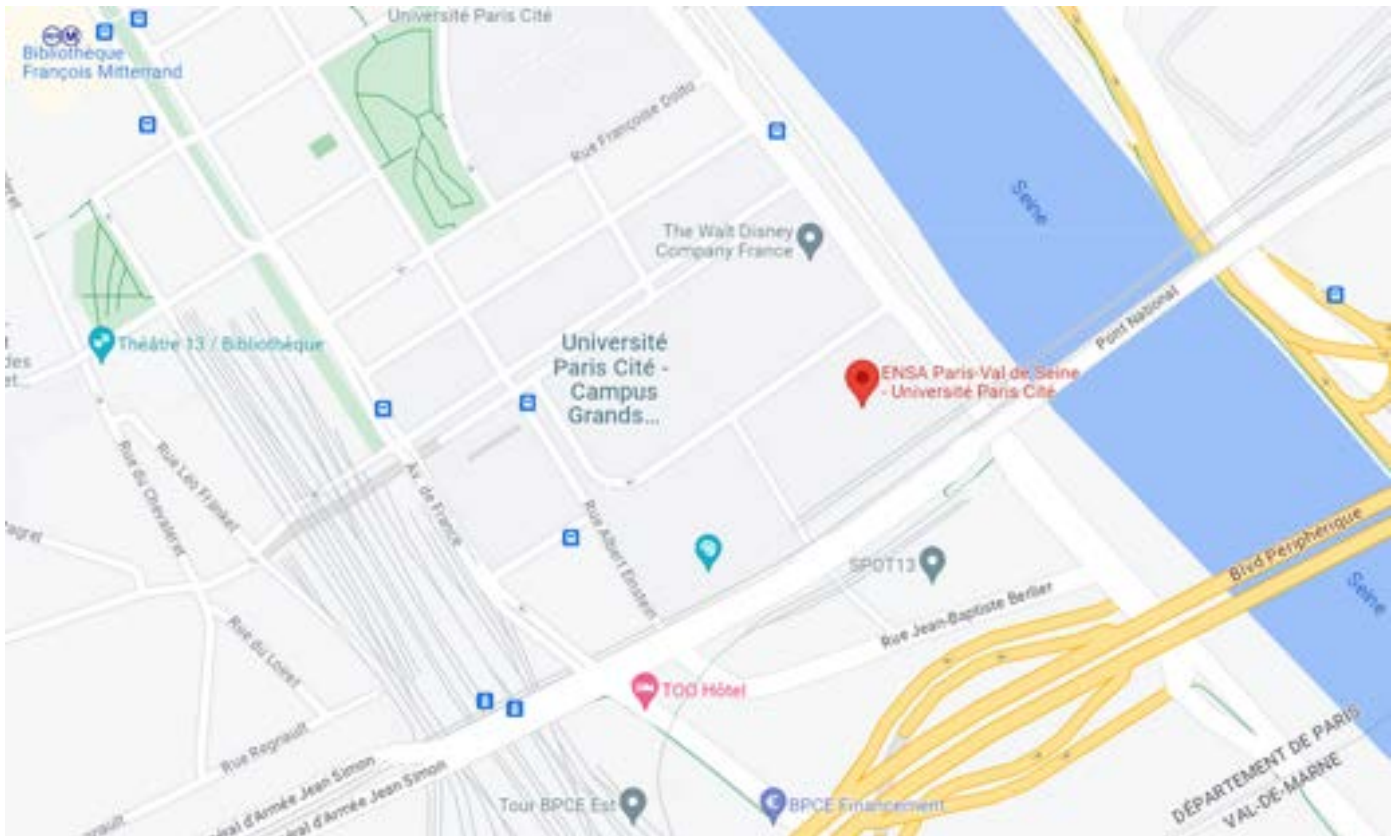 Université Paris Cité
Bibliothèque
François Mitterrand
Rue Françoise Dolto
Seine
The Walt Disney
Company France
Pont National
Théâtre 13 / Bibliothèque
Université
Paris Cité -
Campus
Grands...
ENSA Paris-Val de Seine
- Université Paris Cité
des
et...
Rue du Chevaleret
Rue Léo Frankel
Av. de France
Rue Albert Einstein
SPOT13
Blvd Périphérique
Seine
Rue Jean-Baptiste Berlier
Rue du Loiret
TOO Hôtel
Rue Regnault
d'Armée Jean Simon
d'Armée Jean Simon
Tour BPCE Est
BPCE Financement
DÉPARTEMENT DE PARIS
VAL-DE-MARNE